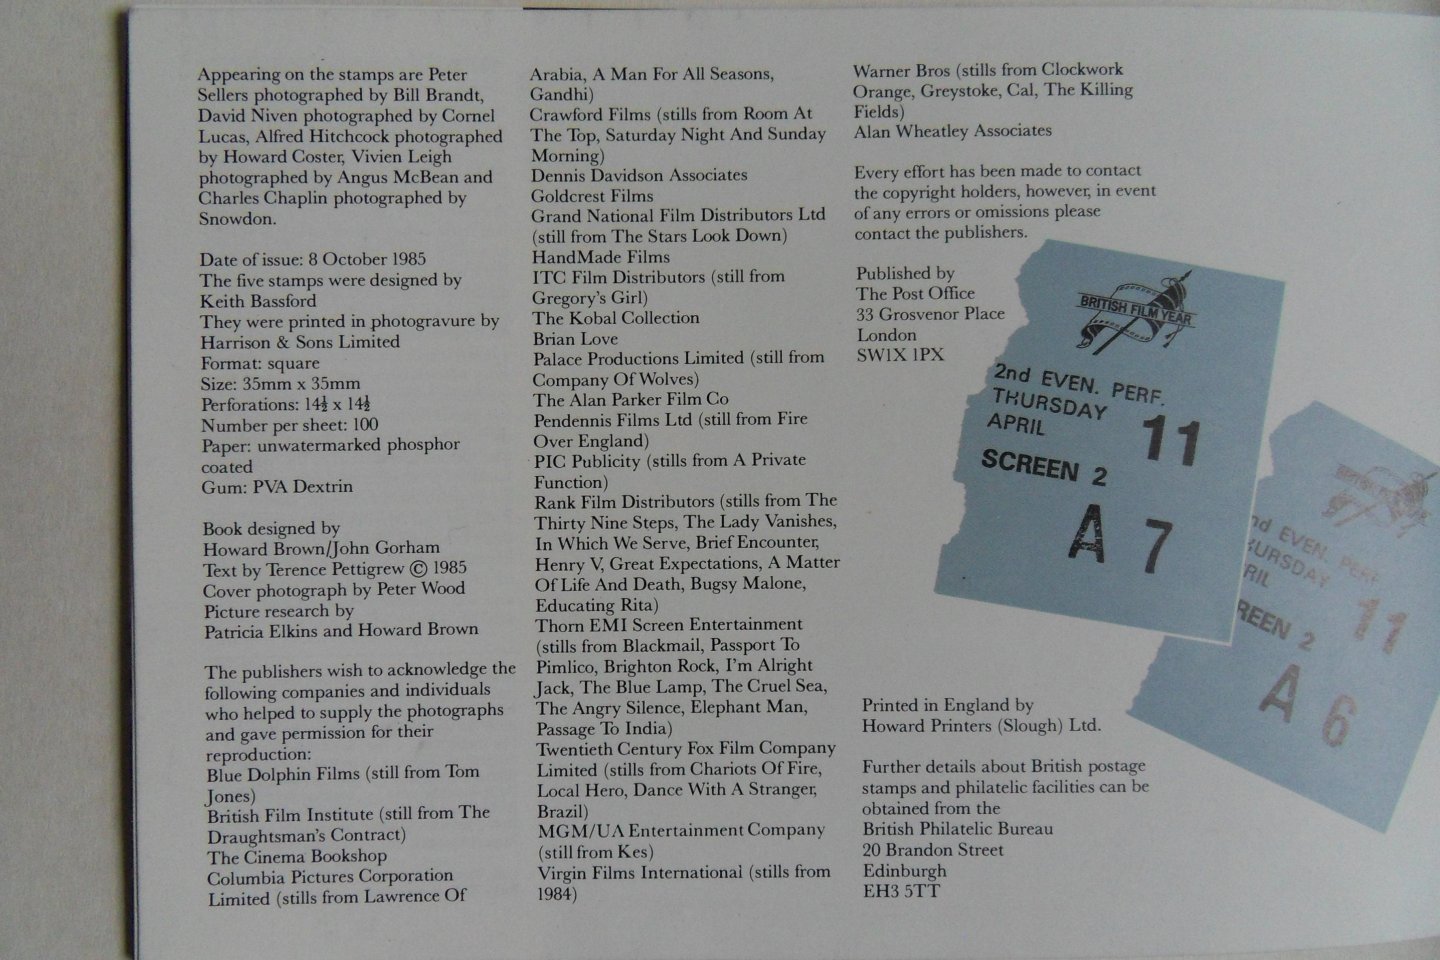 Appearing on the stamps are Peter
Sellers photographed by Bill Brandt,
David Niven photographed by Cornel
Lucas, Alfred Hitchcock photographed
by Howard Coster, Vivien Leigh
photographed by Angus McBean and
Charles Chaplin photographed by
Snowdon.
Date of issue: 8 October 1985
The five stamps were designed by
Keith Bassford
They were printed in photogravure by
Harrison & Sons Limited
Format: square
Size: 35mm x 35mm
Perforations: 14½ x 14½
Number per sheet: 100
Paper: unwatermarked phosphor
coated
Gum: PVA Dextrin
Book designed by
Howard Brown/John Gorham
Text by Terence Pettigrew © 1985
Cover photograph by Peter Wood
Picture research by
Patricia Elkins and Howard Brown
The publishers wish to acknowledge the
following companies and individuals
who helped to supply the photographs
and gave permission for their
reproduction:
Blue Dolphin Films (still from Tom
Jones)
British Film Institute (still from The
Draughtsman's Contract)
The Cinema Bookshop
Columbia Pictures Corporation
Limited (stills from Lawrence Of
Arabia, A Man For All Seasons,
Gandhi)
Crawford Films (stills from Room At
The Top, Saturday Night And Sunday
Morning)
Dennis Davidson Associates
Goldcrest Films
Grand National Film Distributors Ltd
(still from The Stars Look Down)
HandMade Films
ITC Film Distributors (still from
Gregory's Girl)
The Kobal Collection
Brian Love
Palace Productions Limited (still from
Company Of Wolves)
The Alan Parker Film Co
Pendennis Films Ltd (still from Fire
Over England)
PIC Publicity (stills from A Private
Function)
Rank Film Distributors (stills from The
Thirty Nine Steps, The Lady Vanishes,
In Which We Serve, Brief Encounter,
Henry V, Great Expectations, A Matter
Of Life And Death, Bugsy Malone,
Educating Rita)
Thorn EMI Screen Entertainment
(stills from Blackmail, Passport To
Pimlico, Brighton Rock, I'm Alright
Jack, The Blue Lamp, The Cruel Sea,
The Angry Silence, Elephant Man,
Passage To India)
Twentieth Century Fox Film Company
Limited (stills from Chariots Of Fire,
Local Hero, Dance With A Stranger,
Brazil)
MGM/UA Entertainment Company
(still from Kes)
Virgin Films International (stills from
1984)
Warner Bros (stills from Clockwork
Orange, Greystoke, Cal, The Killing
Fields)
Alan Wheatley Associates
Every effort has been made to contact
the copyright holders, however, in event
of any errors or omissions please
contact the publishers.
Published by
The Post Office
33 Grosvenor Place
London
SW1X 1PX
BRITISH FILM YEAR
2nd EVEN. PERF.
THURSDAY
APRIL 11
SCREEN 2
A 7
BRITISH FILM YEAR
nd EVEN. PERF.
URSDAY
RIL 11
REEN 2
A 6
Printed in England by
Howard Printers (Slough) Ltd.
Further details about British postage
stamps and philatelic facilities can be
obtained from the
British Philatelic Bureau
20 Brandon Street
Edinburgh
EH3 5TT